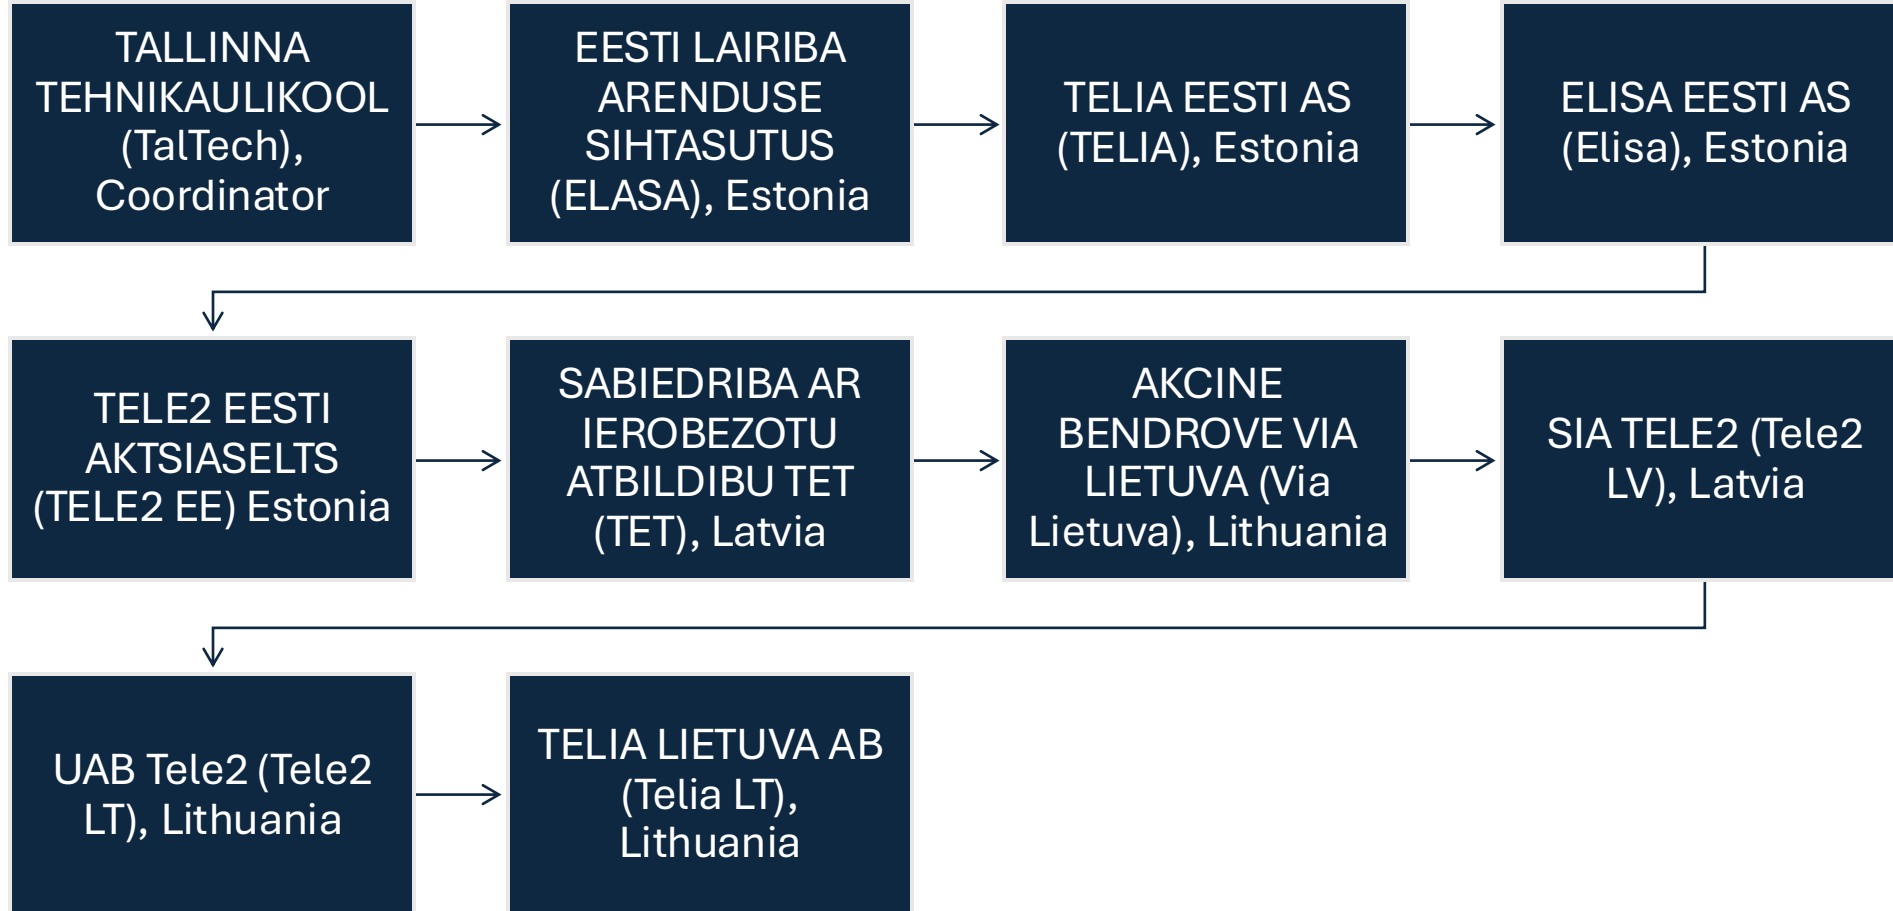 TALLINNA
TEHNIKAULIKOOL
(TalTech),
Coordinator
EESTI LAIRIBA
ARENDUSE
SIHTASUTUS
(ELASA), Estonia
TELIA EESTI AS
(TELIA), Estonia
ELISA EESTI AS
(Elisa), Estonia
TELE2 EESTI
AKTSIASELTS
(TELE2 EE) Estonia
SABIEDRIBA AR
IEROBEZOTU
ATBILDIBU TET
(TET), Latvia
AKCINE
BENDROVE VIA
LIETUVA (Via
Lietuva), Lithuania
SIA TELE2 (Tele2
LV), Latvia
UAB Tele2 (Tele2
LT), Lithuania
TELIA LIETUVA AB
(Telia LT),
Lithuania